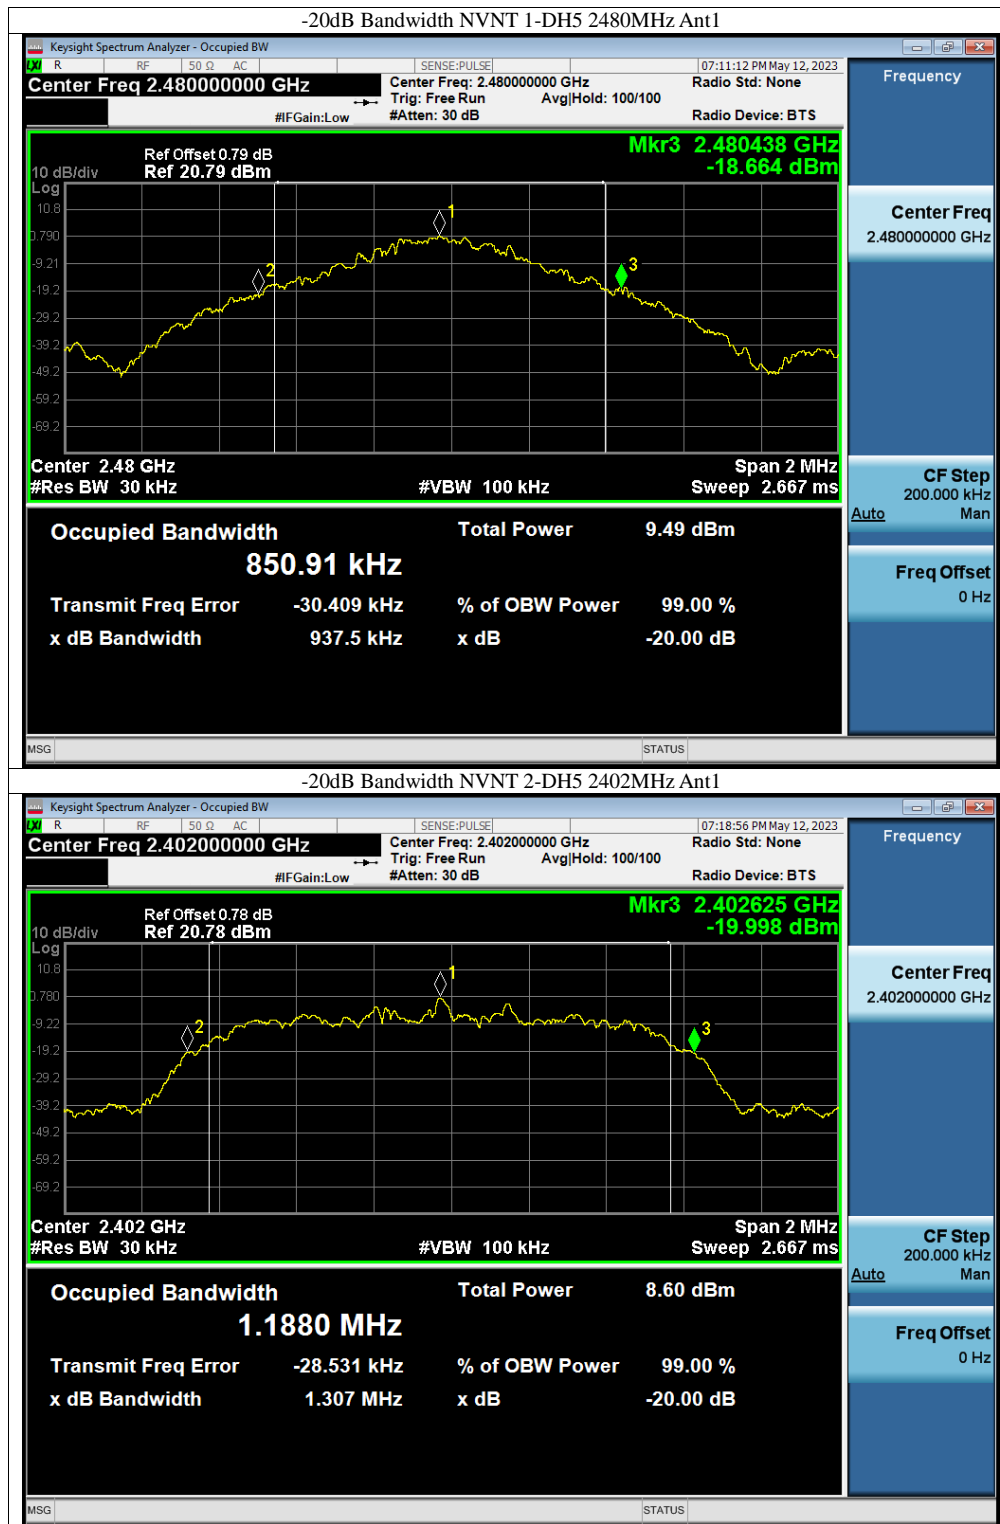 -20dB Bandwidth NVNT 1-DH5 2480MHz Ant1
Keysight Spectrum Analyzer - Occupied BW
LXI R RF 50 Ω AC SENSE:PULSE 07:11:12 PM May 12, 2023
Center Freq 2.480000000 GHz
Center Freq: 2.480000000 GHz Radio Std: None
Trig: Free Run Avg|Hold: 100/100
#IFGain:Low #Atten: 30 dB Radio Device: BTS
Frequency
Mkr3 2.480438 GHz
-18.664 dBm
Ref Offset 0.79 dB
10 dB/div Ref 20.79 dBm
Log
10.8
0.790
-9.21
-19.2
-29.2
-39.2
-49.2
-59.2
-69.2
1
2
3
Center 2.48 GHz Span 2 MHz
#Res BW 30 kHz #VBW 100 kHz Sweep 2.667 ms
Center Freq
2.480000000 GHz
CF Step
200.000 kHz
Auto Man
Freq Offset
0 Hz
Occupied Bandwidth Total Power 9.49 dBm
850.91 kHz
Transmit Freq Error -30.409 kHz % of OBW Power 99.00 %
x dB Bandwidth 937.5 kHz x dB -20.00 dB
MSG STATUS
-20dB Bandwidth NVNT 2-DH5 2402MHz Ant1
Keysight Spectrum Analyzer - Occupied BW
LXI R RF 50 Ω AC SENSE:PULSE 07:18:56 PM May 12, 2023
Center Freq 2.402000000 GHz
Center Freq: 2.402000000 GHz Radio Std: None
Trig: Free Run Avg|Hold: 100/100
#IFGain:Low #Atten: 30 dB Radio Device: BTS
Frequency
Mkr3 2.402625 GHz
-19.998 dBm
Ref Offset 0.78 dB
10 dB/div Ref 20.78 dBm
Log
10.8
0.780
-9.22
-19.2
-29.2
-39.2
-49.2
-59.2
-69.2
1
2
3
Center 2.402 GHz Span 2 MHz
#Res BW 30 kHz #VBW 100 kHz Sweep 2.667 ms
Center Freq
2.402000000 GHz
CF Step
200.000 kHz
Auto Man
Freq Offset
0 Hz
Occupied Bandwidth Total Power 8.60 dBm
1.1880 MHz
Transmit Freq Error -28.531 kHz % of OBW Power 99.00 %
x dB Bandwidth 1.307 MHz x dB -20.00 dB
MSG STATUS